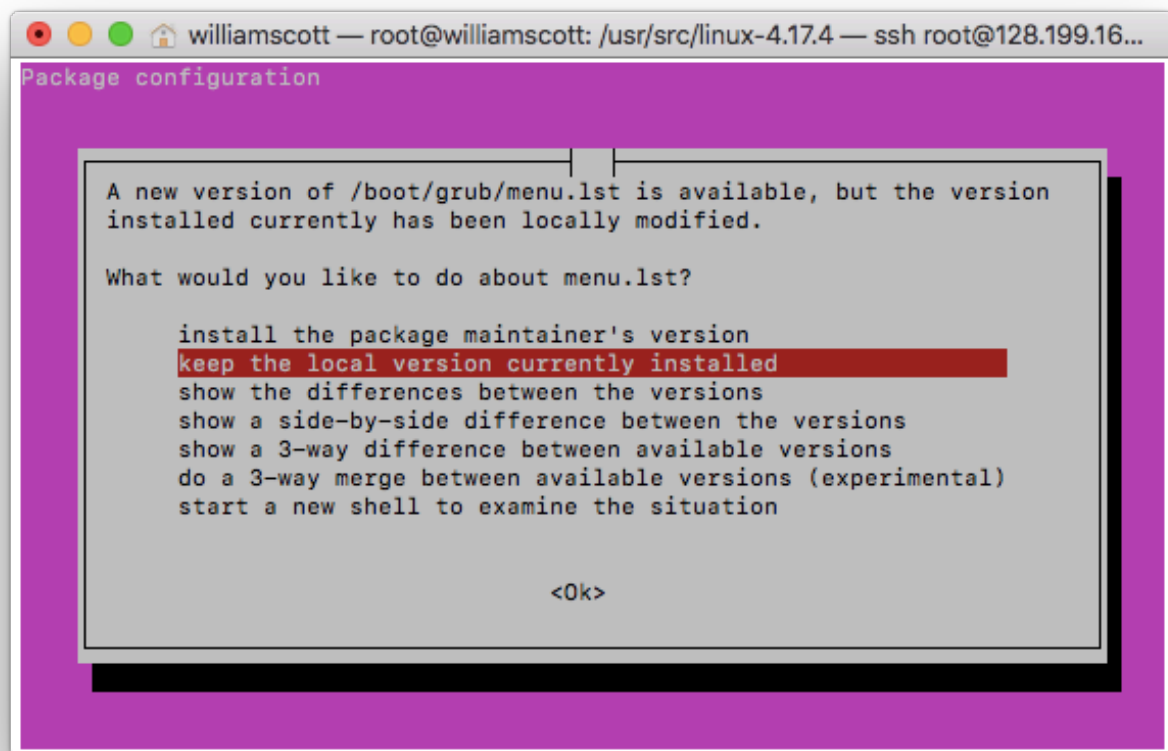 williamscott — root@williamscott: /usr/src/linux-4.17.4 — ssh root@128.199.16...
Package configuration
A new version of /boot/grub/menu.lst is available, but the version
installed currently has been locally modified.
What would you like to do about menu.lst?
install the package maintainer's version
keep the local version currently installed
show the differences between the versions
show a side-by-side difference between the versions
show a 3-way difference between available versions
do a 3-way merge between available versions (experimental)
start a new shell to examine the situation
<Ok>